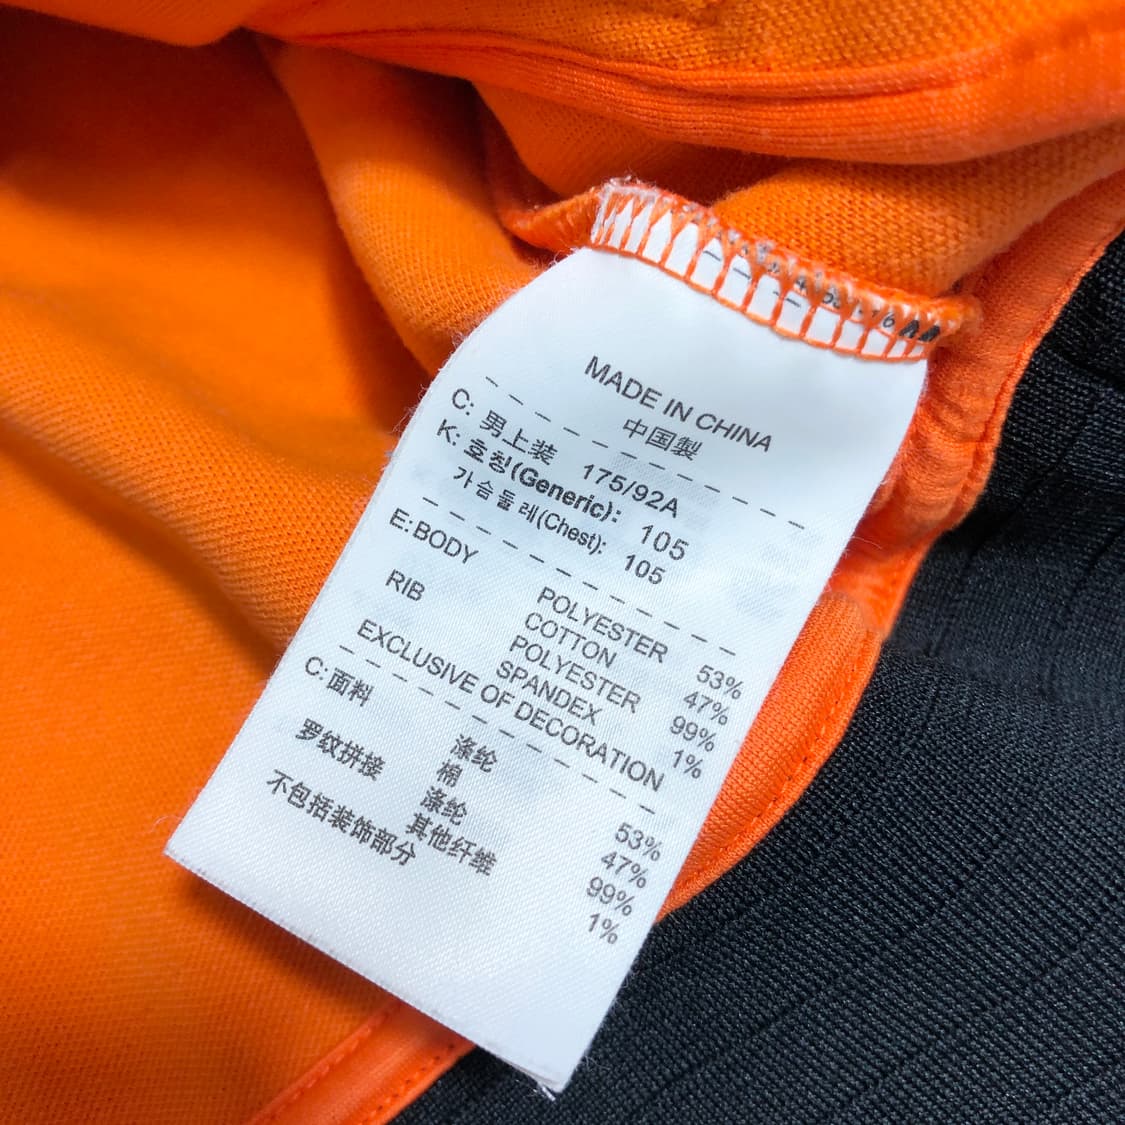 MADE IN CHINA
中国製
C: 男上装 175/92A
K: 호칭(Generic): 105
가슴둘레(Chest): 105
E: BODY POLYESTER 53%
COTTON 47%
RIB POLYESTER 99%
SPANDEX 1%
EXCLUSIVE OF DECORATION
C: 面料 涤纶 53%
棉 47%
罗纹拼接 涤纶 99%
其他纤维 1%
不包括装饰部分